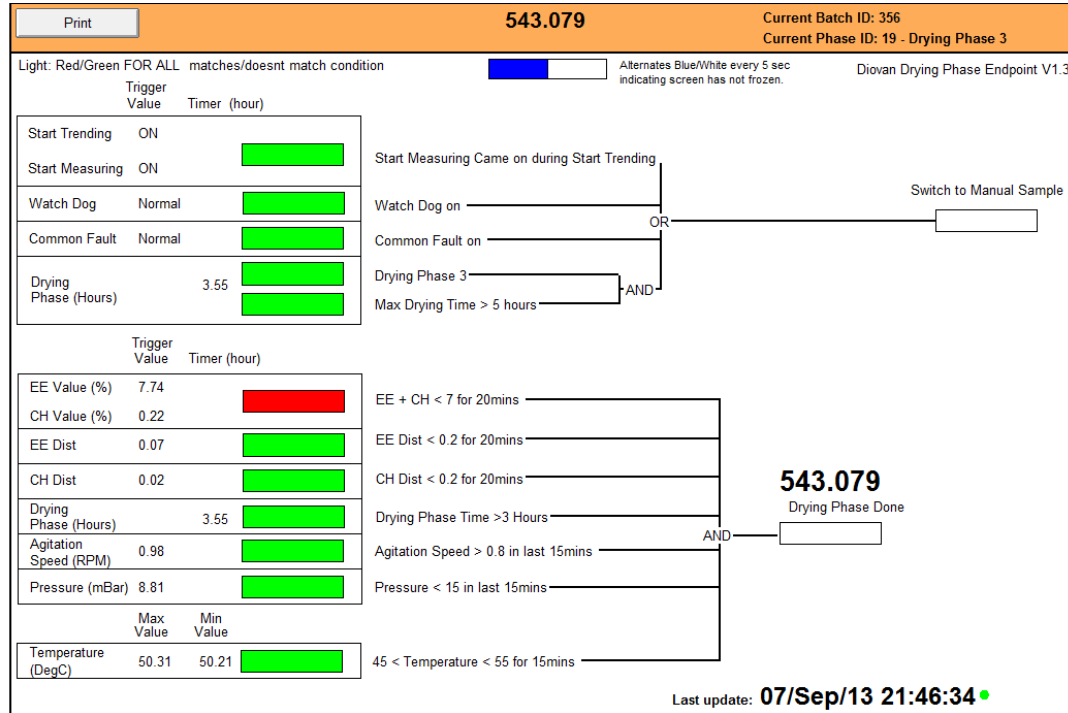 Print
543.079
Current Batch ID: 356
Current Phase ID: 19 - Drying Phase 3
Light: Red/Green FOR ALL matches/doesnt match condition
Alternates Blue/White every 5 sec
indicating screen has not frozen.
Diovan Drying Phase Endpoint V1.3
Trigger
Value Timer (hour)
Start Trending ON
Start Measuring ON
Start Measuring Came on during Start Trending
Watch Dog Normal
Watch Dog on
Common Fault Normal
Common Fault on
Drying
Phase (Hours) 3.55
Drying Phase 3
Max Drying Time > 5 hours
AND
OR
Switch to Manual Sample
Trigger
Value Timer (hour)
EE Value (%) 7.74
CH Value (%) 0.22
EE + CH < 7 for 20mins
EE Dist 0.07
EE Dist < 0.2 for 20mins
CH Dist 0.02
CH Dist < 0.2 for 20mins
Drying
Phase (Hours) 3.55
Drying Phase Time >3 Hours
Agitation
Speed (RPM) 0.98
Agitation Speed > 0.8 in last 15mins
Pressure (mBar) 8.81
Pressure < 15 in last 15mins
Max
Value
Min
Value
Temperature
(DegC) 50.31 50.21
45 < Temperature < 55 for 15mins
AND
543.079
Drying Phase Done
Last update: 07/Sep/13 21:46:34